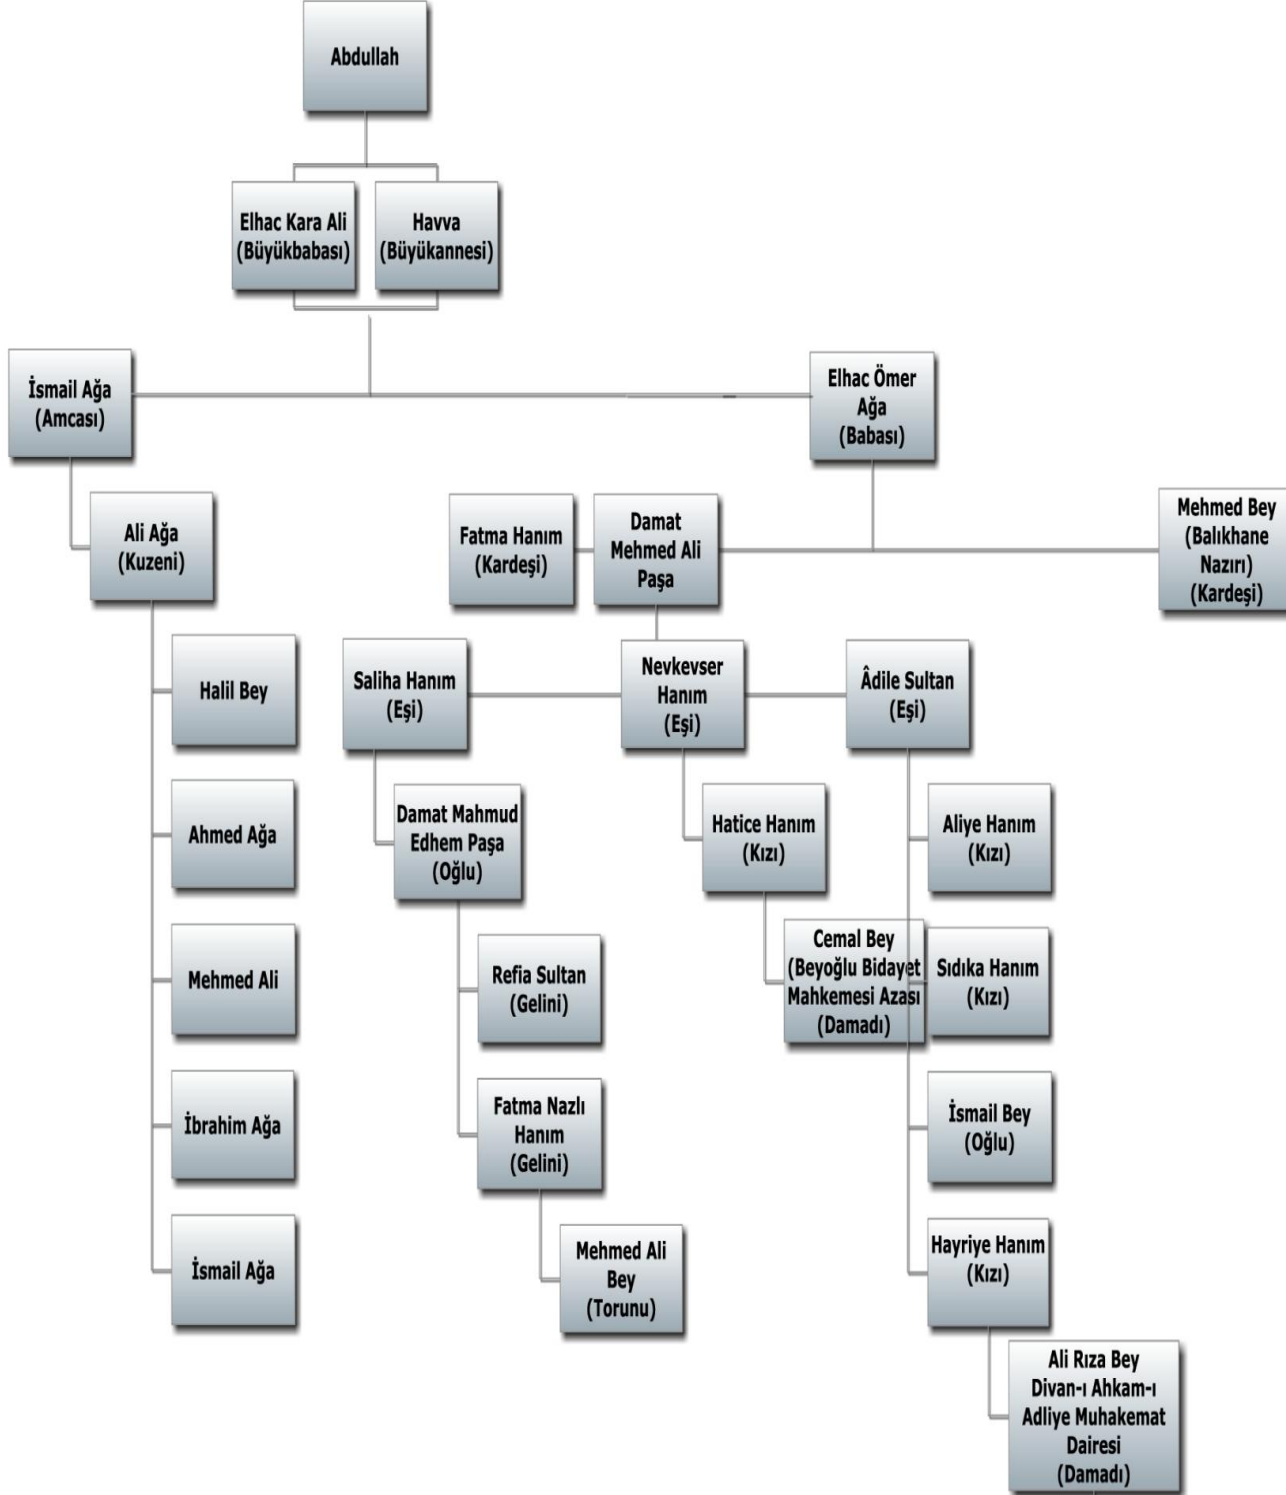 Abdullah
Elhac Kara Ali
(Büyükbabası)
Havva
(Büyükannesi)
İsmail Ağa
(Amcası)
Elhac Ömer
Ağa
(Babası)
Ali Ağa
(Kuzeni)
Fatma Hanım
(Kardeşi)
Damat
Mehmed Ali
Paşa
Mehmed Bey
(Balıkhane
Nazırı)
(Kardeşi)
Halil Bey
Ahmed Ağa
Mehmed Ali
İbrahim Ağa
İsmail Ağa
Saliha Hanım
(Eşi)
Nevkevser
Hanım
(Eşi)
Âdile Sultan
(Eşi)
Damat Mahmud
Edhem Paşa
(Oğlu)
Refia Sultan
(Gelini)
Fatma Nazlı
Hanım
(Gelini)
Mehmed Ali
Bey
(Torunu)
Hatice Hanım
(Kızı)
Cemal Bey
(Beyoğlu Bidayet
Mahkemesi Azası
(Damadı)
Aliye Hanım
(Kızı)
Sıdıka Hanım
(Kızı)
İsmail Bey
(Oğlu)
Hayriye Hanım
(Kızı)
Ali Rıza Bey
Divan-ı Ahkam-ı
Adliye Muhakemat
Dairesi
(Damadı)